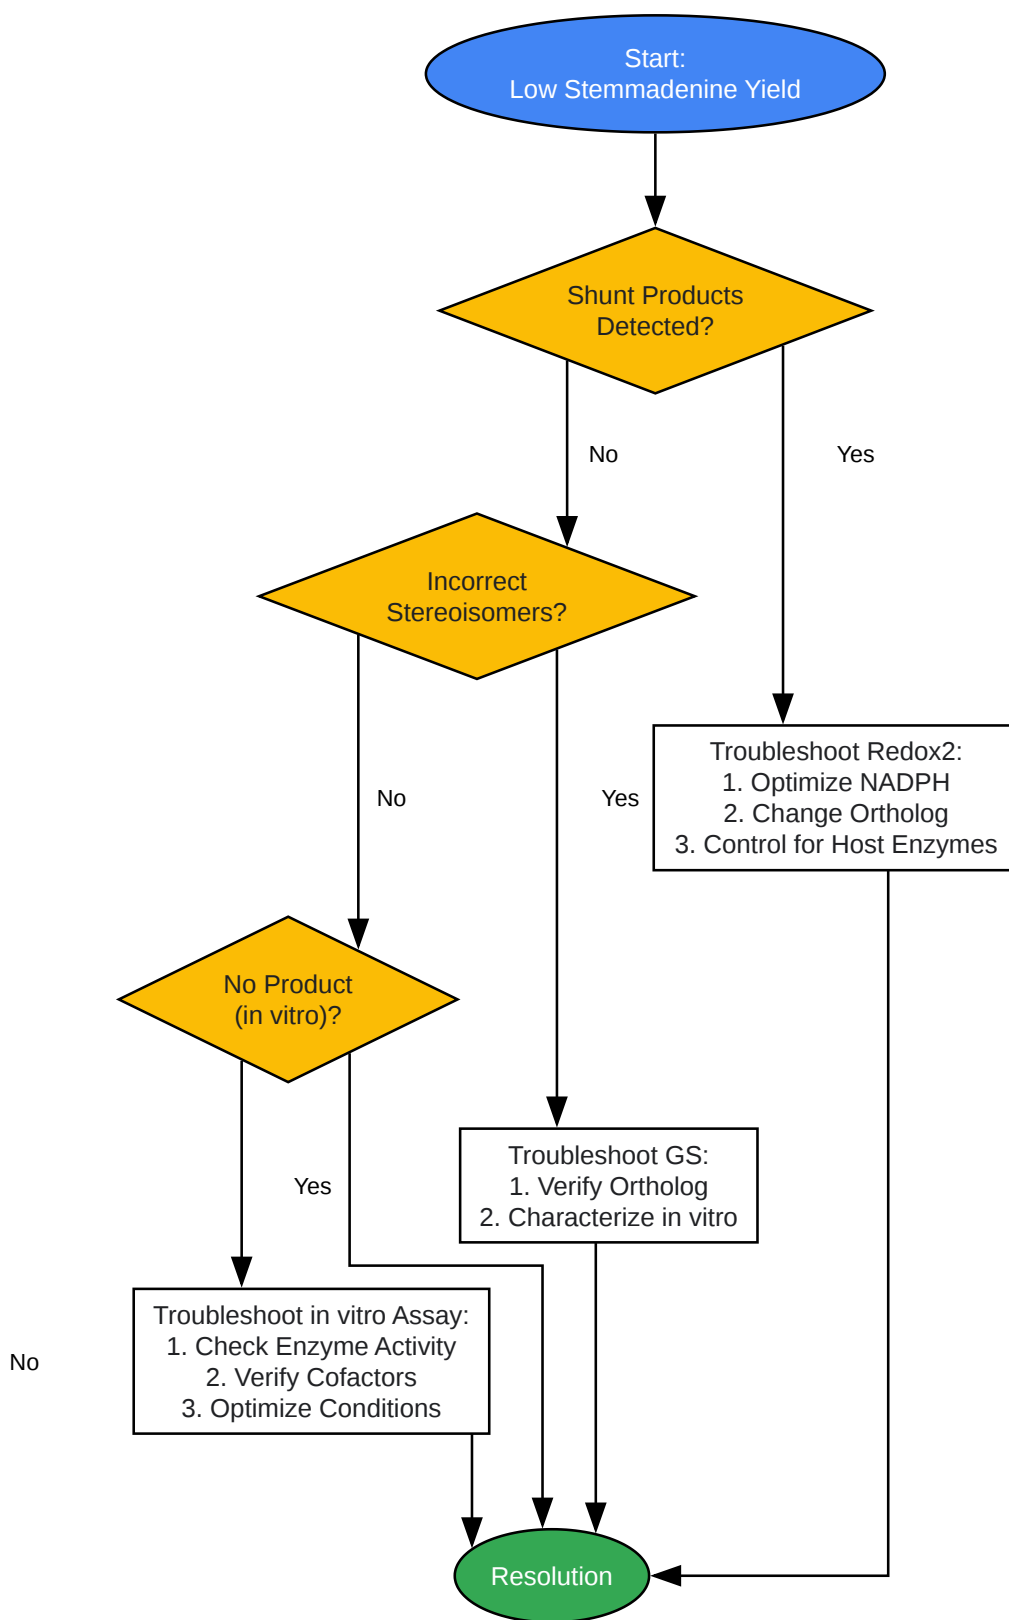 Start:
Low Stemmadenine Yield
Shunt Products
Detected?
No
Yes
Incorrect
Stereoisomers?
No
Yes
Troubleshoot Redox2:
1. Optimize NADPH
2. Change Ortholog
3. Control for Host Enzymes
No Product
(in vitro)?
Yes
Troubleshoot GS:
1. Verify Ortholog
2. Characterize in vitro
No
Troubleshoot in vitro Assay:
1. Check Enzyme Activity
2. Verify Cofactors
3. Optimize Conditions
Resolution